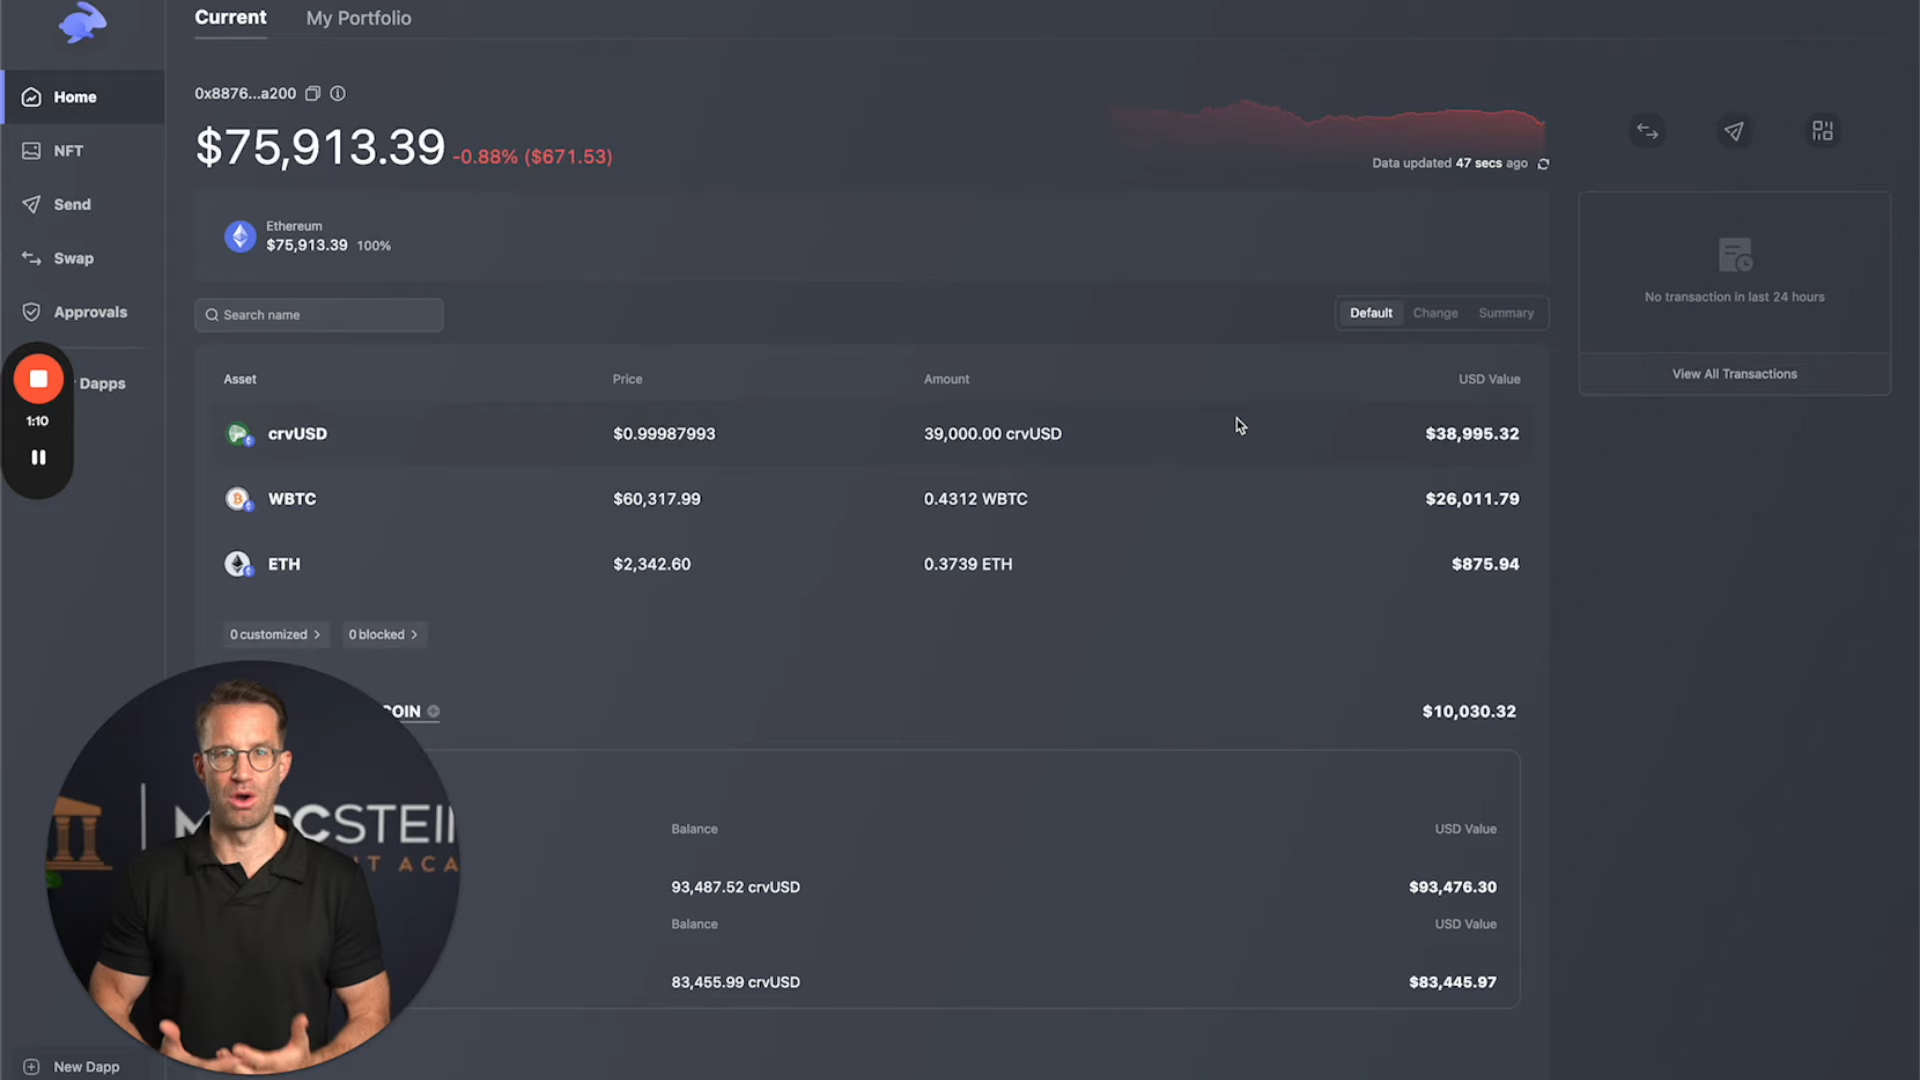 Current
My Portfolio
Home
NFT
Send
Swap
Approvals
Dapps
1:10
New Dapp
0x8876...a200
$75,913.39 -0.88% ($671.53)
Data updated 47 secs ago
Ethereum
$75,913.39 100%
Search name
Default Change Summary
No transaction in last 24 hours
View All Transactions
Asset Price Amount USD Value
crvUSD $0.99987993 39,000.00 crvUSD $38,995.32
WBTC $60,317.99 0.4312 WBTC $26,011.79
ETH $2,342.60 0.3739 ETH $875.94
0 customized > 0 blocked >
COIN $10,030.32
Balance USD Value
93,487.52 crvUSD $93,476.30
Balance USD Value
83,455.99 crvUSD $83,445.97